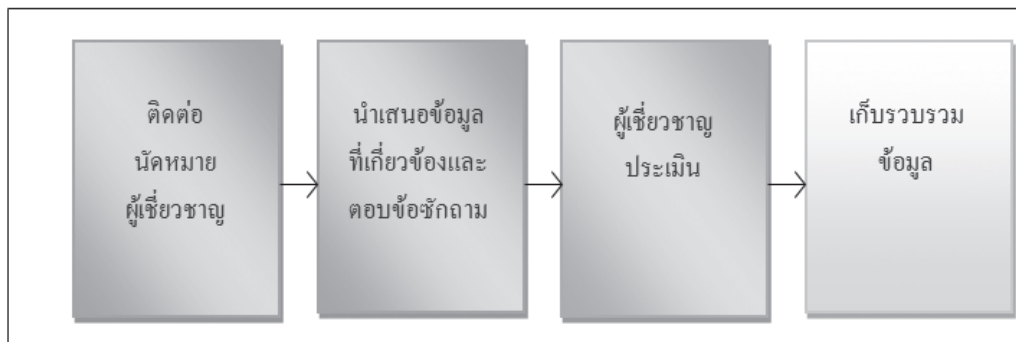 ติดต่อ
นัดหมาย
ผู้เชี่ยวชาญ
นำเสนอข้อมูล
ที่เกี่ยวข้องและ
ตอบข้อซักถาม
ผู้เชี่ยวชาญ
ประเมิน
เก็บรวบรวม
ข้อมูล